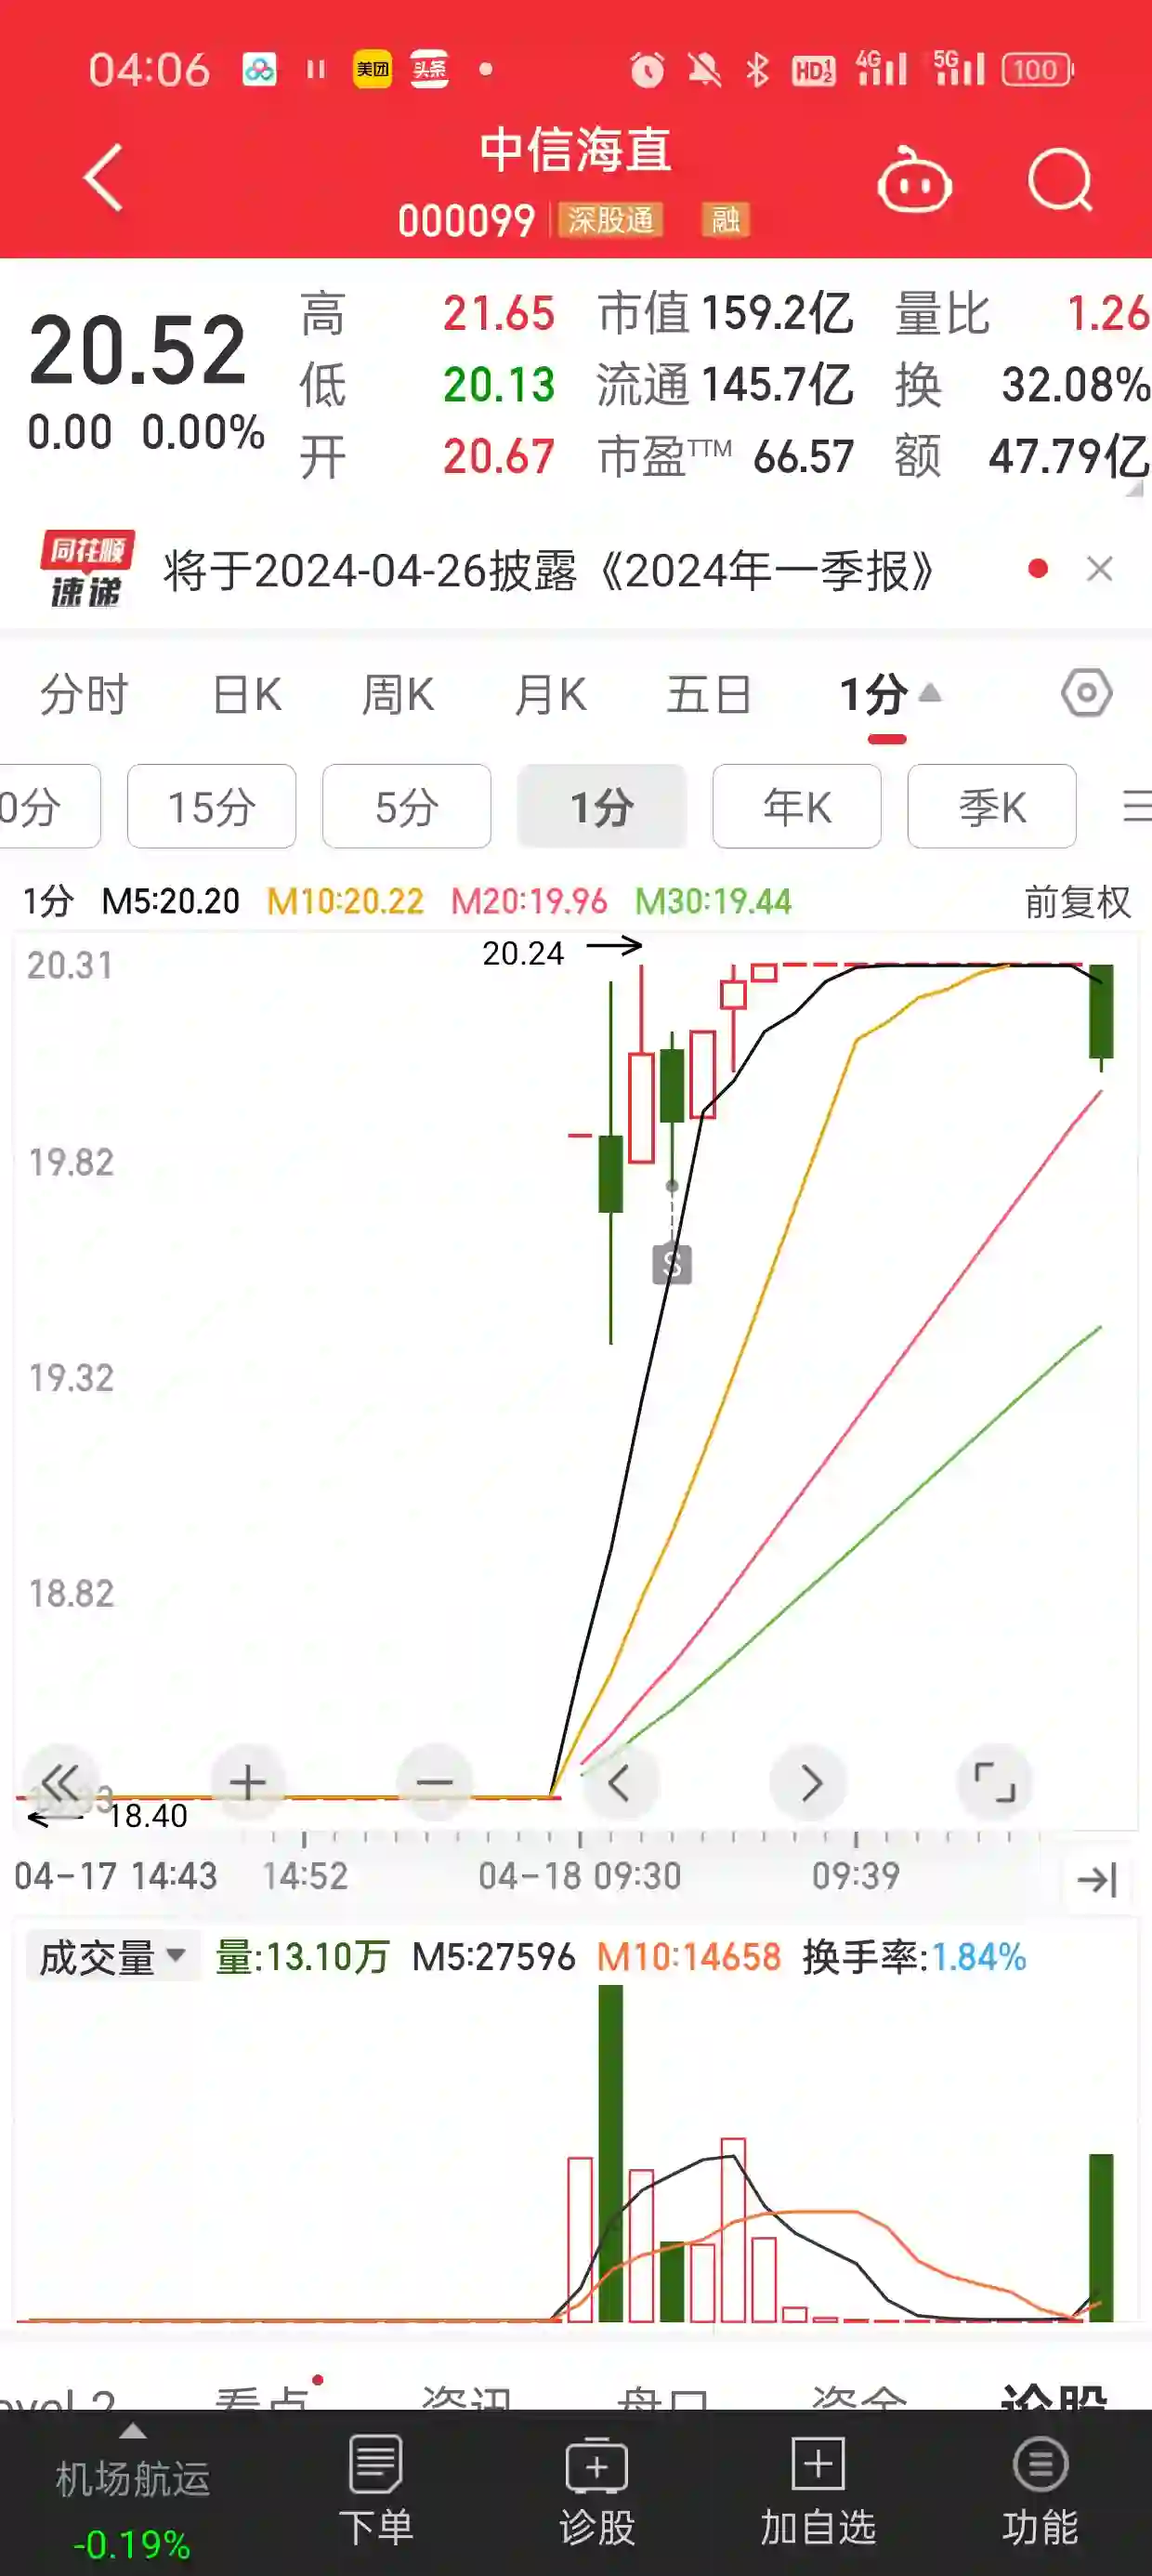 04:06 美团 头条 HD 1 2 4G 5G 100
中信海直
000099 深股通 融
20.52
0.00 0.00%
高 21.65 市值 159.2亿 量比 1.26
低 20.13 流通 145.7亿 换 32.08%
开 20.67 市盈TTM 66.57 额 47.79亿
同花顺
速递
将于2024-04-26披露《2024年一季报》
分时 日K 周K 月K 五日 1分
0分 15分 5分 1分 年K 季K
1分 M5:20.20 M10:20.22 M20:19.96 M30:19.44 前复权
20.24
20.31
19.82
S
19.32
18.82
18.40
04-17 14:43 14:52 04-18 09:30 09:39
成交量 量:13.10万 M5:27596 M10:14658 换手率:1.84%
看点 资讯 盘口 资金 诊股
机场航运
-0.19%
下单 诊股 加自选 功能